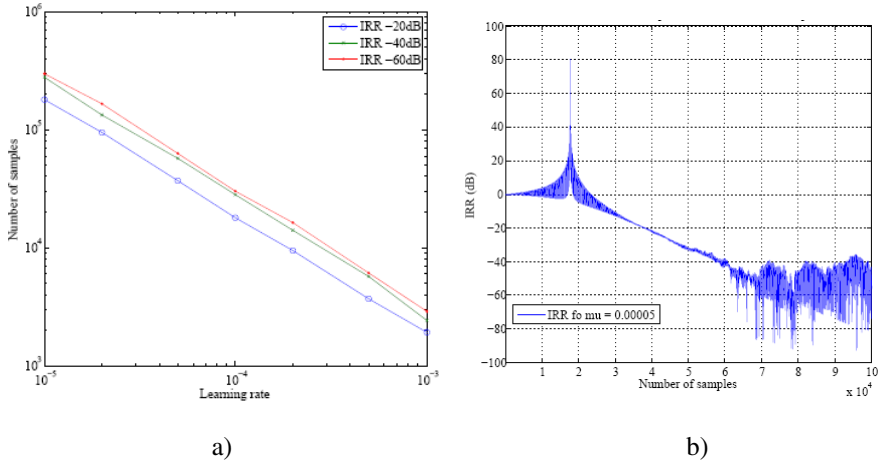 10^6
10^5
10^4
10^3
Number of samples
10^-5
10^-4
10^-3
Learning rate
IRR −20dB
IRR −40dB
IRR −60dB
a)
100
80
60
40
20
0
−20
−40
−60
−80
−100
IRR (dB)
IRR fo mu = 0.00005
1 2 3 4 5 6 7 8 9 10
Number of samples
x 10^4
b)